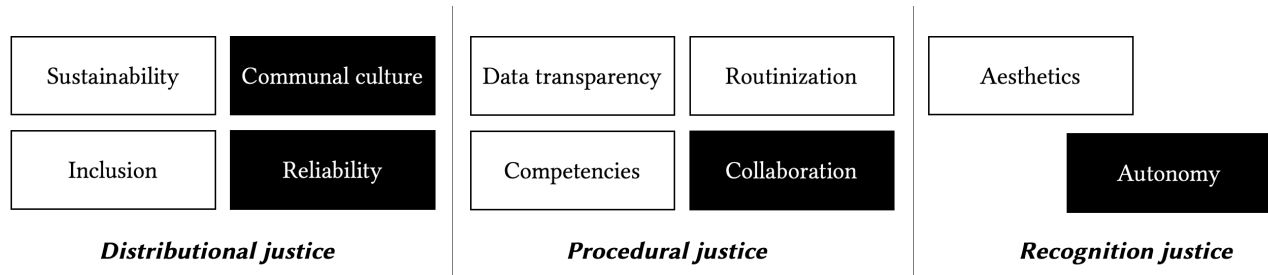 Sustainability
Communal culture
Inclusion
Reliability
Distributional justice
Data transparency
Routinization
Competencies
Collaboration
Procedural justice
Aesthetics
Autonomy
Recognition justice